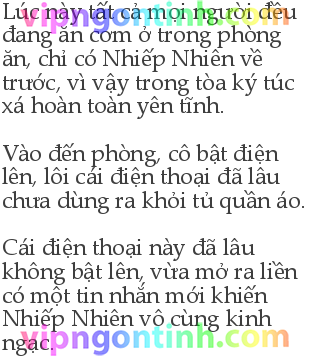 Lúc này tất cả mọi người đều
đang ăn cơm ở trong phòng
ăn, chỉ có Nhiếp Nhiên về
trước, vì vậy trong tòa ký túc
xá hoàn toàn yên tĩnh.
Vào đến phòng, cô bật điện
lên, lôi cái điện thoại đã lâu
chưa dùng ra khỏi tủ quần áo.
Cái điện thoại này đã lâu
không bật lên, vừa mở ra liền
có một tin nhắn mới khiến
Nhiếp Nhiên vô cùng kinh
ngạc.
vipngontinh.com
vipngontinh.com